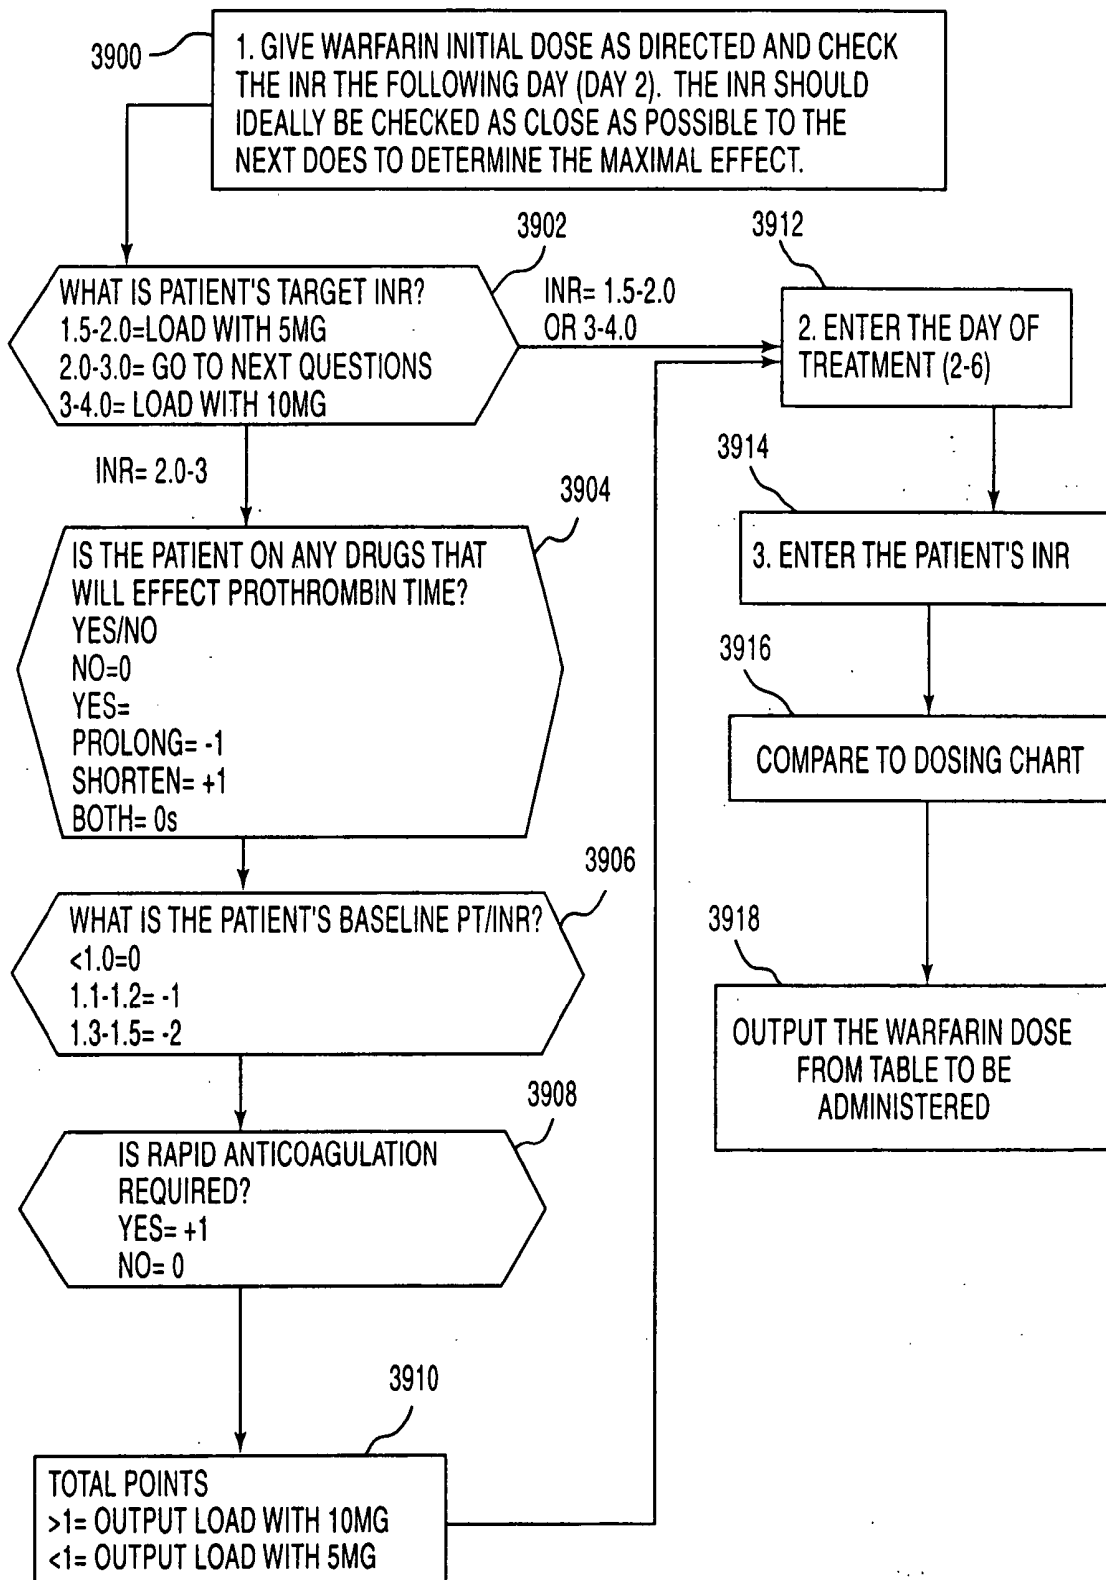 3900
1. GIVE WARFARIN INITIAL DOSE AS DIRECTED AND CHECK
THE INR THE FOLLOWING DAY (DAY 2). THE INR SHOULD
IDEALLY BE CHECKED AS CLOSE AS POSSIBLE TO THE
NEXT DOES TO DETERMINE THE MAXIMAL EFFECT.
3902
WHAT IS PATIENT'S TARGET INR?
1.5-2.0=LOAD WITH 5MG
2.0-3.0= GO TO NEXT QUESTIONS
3-4.0= LOAD WITH 10MG
INR= 1.5-2.0
OR 3-4.0
INR= 2.0-3
3904
IS THE PATIENT ON ANY DRUGS THAT
WILL EFFECT PROTHROMBIN TIME?
YES/NO
NO=0
YES=
PROLONG= -1
SHORTEN= +1
BOTH= 0s
3906
WHAT IS THE PATIENT'S BASELINE PT/INR?
<1.0=0
1.1-1.2= -1
1.3-1.5= -2
3908
IS RAPID ANTICOAGULATION
REQUIRED?
YES= +1
NO= 0
3910
TOTAL POINTS
>1= OUTPUT LOAD WITH 10MG
<1= OUTPUT LOAD WITH 5MG
3912
2. ENTER THE DAY OF
TREATMENT (2-6)
3914
3. ENTER THE PATIENT'S INR
3916
COMPARE TO DOSING CHART
3918
OUTPUT THE WARFARIN DOSE
FROM TABLE TO BE
ADMINISTERED